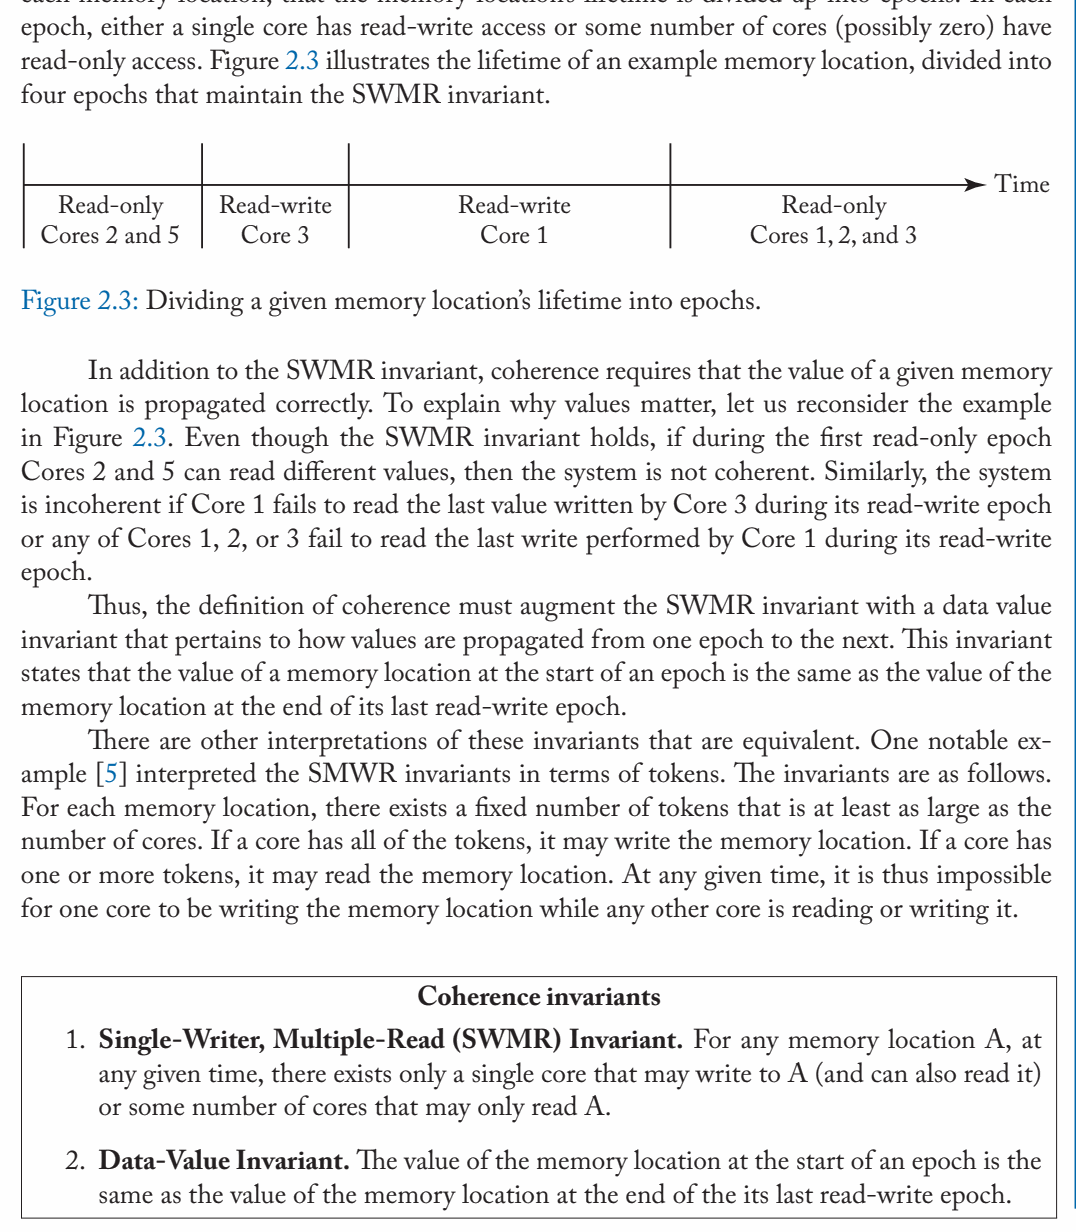 each memory location, that the memory location's lifetime is divided up into epochs. In each
epoch, either a single core has read-write access or some number of cores (possibly zero) have
read-only access. Figure 2.3 illustrates the lifetime of an example memory location, divided into
four epochs that maintain the SWMR invariant.
Time
Read-only Read-write Read-write Read-only
Cores 2 and 5 Core 3 Core 1 Cores 1, 2, and 3
Figure 2.3: Dividing a given memory location's lifetime into epochs.
In addition to the SWMR invariant, coherence requires that the value of a given memory
location is propagated correctly. To explain why values matter, let us reconsider the example
in Figure 2.3. Even though the SWMR invariant holds, if during the first read-only epoch
Cores 2 and 5 can read different values, then the system is not coherent. Similarly, the system
is incoherent if Core 1 fails to read the last value written by Core 3 during its read-write epoch
or any of Cores 1, 2, or 3 fail to read the last write performed by Core 1 during its read-write
epoch.
Thus, the definition of coherence must augment the SWMR invariant with a data value
invariant that pertains to how values are propagated from one epoch to the next. This invariant
states that the value of a memory location at the start of an epoch is the same as the value of the
memory location at the end of its last read-write epoch.
There are other interpretations of these invariants that are equivalent. One notable ex-
ample [5] interpreted the SMWR invariants in terms of tokens. The invariants are as follows.
For each memory location, there exists a fixed number of tokens that is at least as large as the
number of cores. If a core has all of the tokens, it may write the memory location. If a core has
one or more tokens, it may read the memory location. At any given time, it is thus impossible
for one core to be writing the memory location while any other core is reading or writing it.
Coherence invariants
1. Single-Writer, Multiple-Read (SWMR) Invariant. For any memory location A, at
any given time, there exists only a single core that may write to A (and can also read it)
or some number of cores that may only read A.
2. Data-Value Invariant. The value of the memory location at the start of an epoch is the
same as the value of the memory location at the end of the its last read-write epoch.